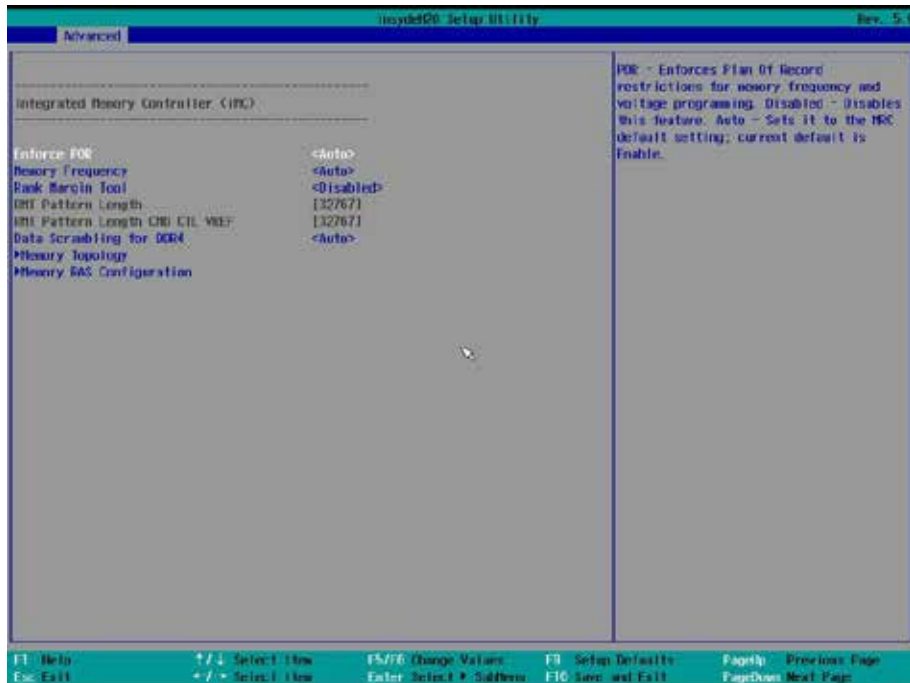 InsydeH20 Setup Utility Rev. 5.
Advanced
Integrated Memory Controller (iMC)
Enforce POR <Auto>
Memory Frequency <Auto>
Rank Margin Tool <Disabled>
RMT Pattern Length [32767]
RMT Pattern Length CMD CTL VREF [32767]
Data Scrambling for DDR4 <Auto>
Memory Topology
Memory RAS Configuration
POR - Enforces Plan Of Record
restrictions for memory frequency and
voltage programming. Disabled - Disables
this feature. Auto - Sets it to the MRC
default setting; current default is
Enable.
F1 Help ↑/↓ Select Item F5/F6 Change Values F9 Setup Defaults PageUp Previous Page
Esc Exit ←/→ Select Item Enter Select ▶ SubMenu F10 Save and Exit PageDown Next Page